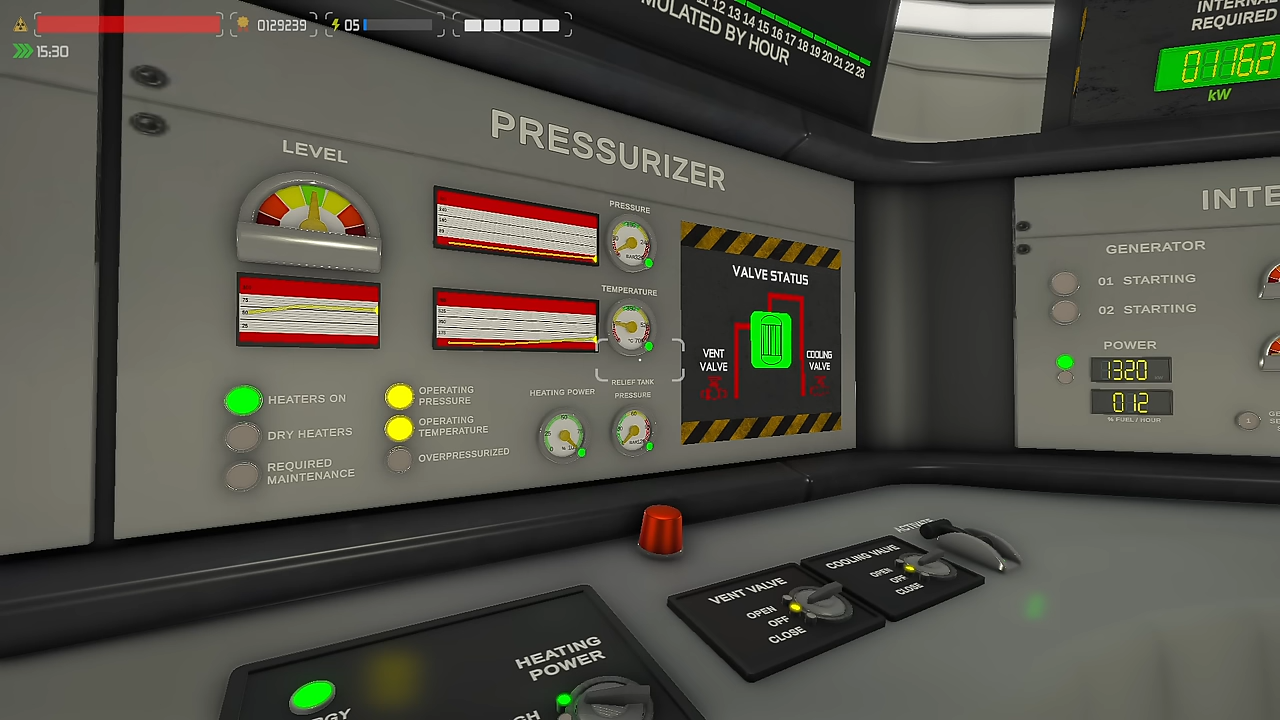 0129239
05
15:30
11 12 13 14 15 16 17 18 19 20 21 22 23
MULATED BY HOUR
INTERNAL
REQUIRED
01162
kW
PRESSURIZER
LEVEL
PRESSURE
TEMPERATURE
HEATING POWER
RELIEF TANK
PRESSURE
HEATERS ON
DRY HEATERS
REQUIRED
MAINTENANCE
OPERATING
PRESSURE
OPERATING
TEMPERATURE
OVERPRESSURIZED
VALVE STATUS
VENT
VALVE
COOLING
VALVE
INTE
GENERATOR
01 STARTING
02 STARTING
POWER
1320
012
% FUEL / HOUR
VENT VALVE
OPEN
OFF
CLOSE
COOLING VALVE
OPEN
OFF
CLOSE
ACTIVATE
HEATING
POWER